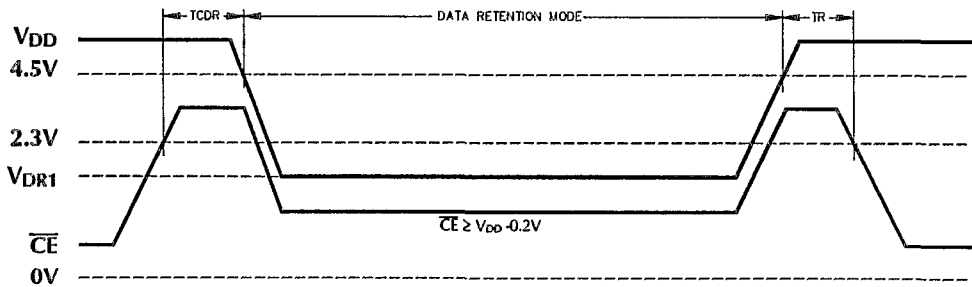 TCDR
DATA RETENTION MODE
TR
VDD
4.5V
2.3V
VDR1
CE ≥ VDD -0.2V
CE
0V